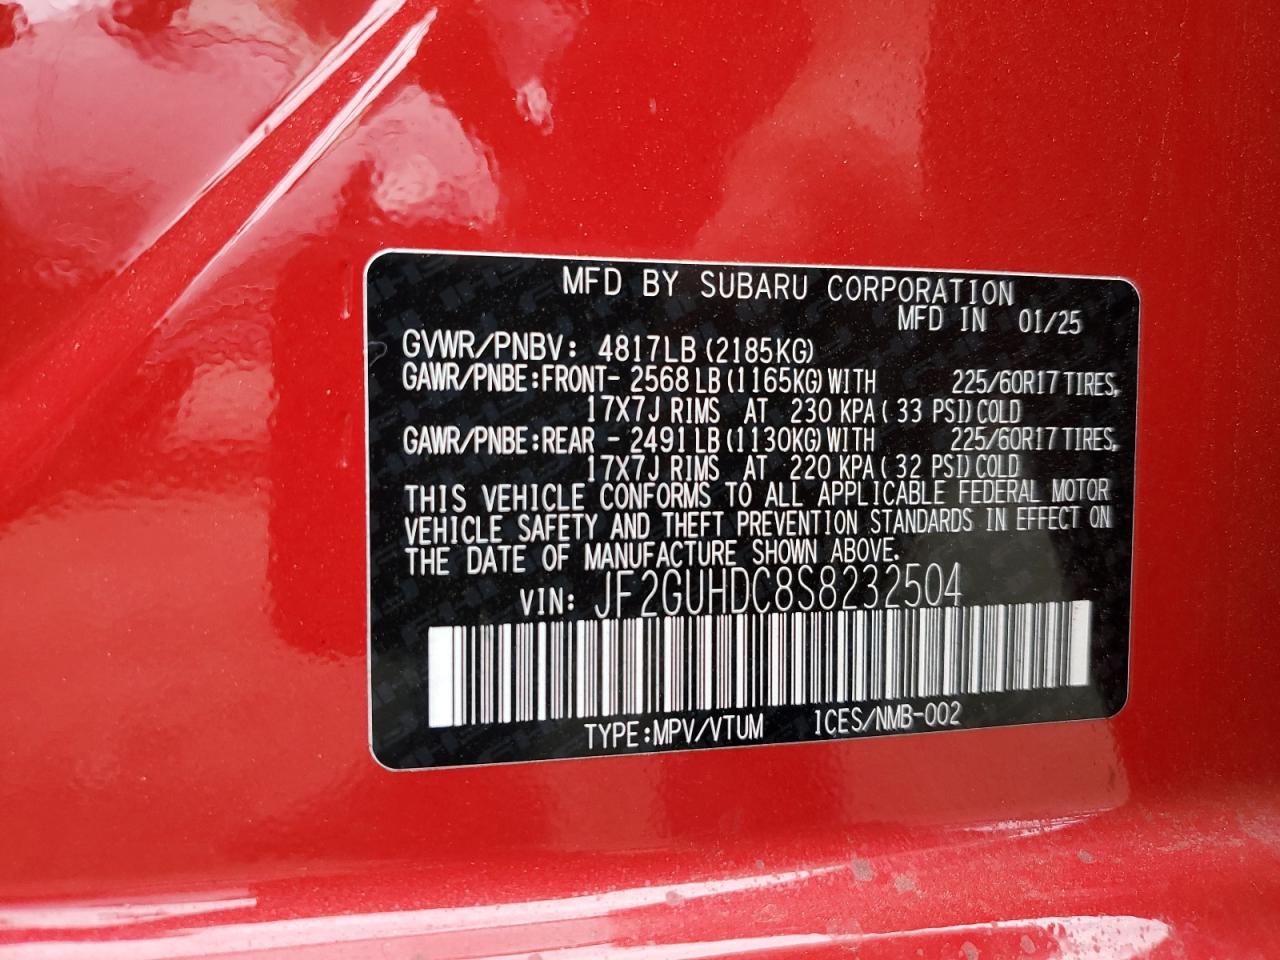 MFD BY SUBARU CORPORATION
MFD IN 01/25
GVWR/PNBV: 4817LB (2185KG)
GAWR/PNBE:FRONT- 2568 LB (1165KG) WITH 225/60R17 TIRES,
17X7J RIMS AT 230 KPA ( 33 PSI) COLD
GAWR/PNBE:REAR - 2491 LB (1130KG) WITH 225/60R17 TIRES,
17X7J RIMS AT 220 KPA ( 32 PSI) COLD
THIS VEHICLE CONFORMS TO ALL APPLICABLE FEDERAL MOTOR
VEHICLE SAFETY AND THEFT PREVENTION STANDARDS IN EFFECT ON
THE DATE OF MANUFACTURE SHOWN ABOVE.
VIN: JF2GUHDC8S8232504
TYPE:MPV/VTUM 1CES/NMB-002